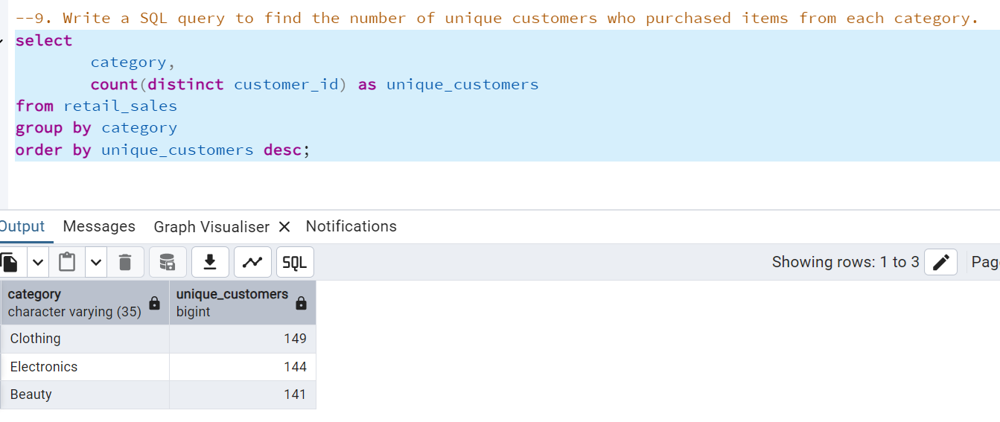 --9. Write a SQL query to find the number of unique customers who purchased items from each category.
select
category,
count(distinct customer_id) as unique_customers
from retail_sales
group by category
order by unique_customers desc;
Output Messages Graph Visualiser X Notifications
SQL Showing rows: 1 to 3
category unique_customers
character varying (35) bigint
Clothing 149
Electronics 144
Beauty 141